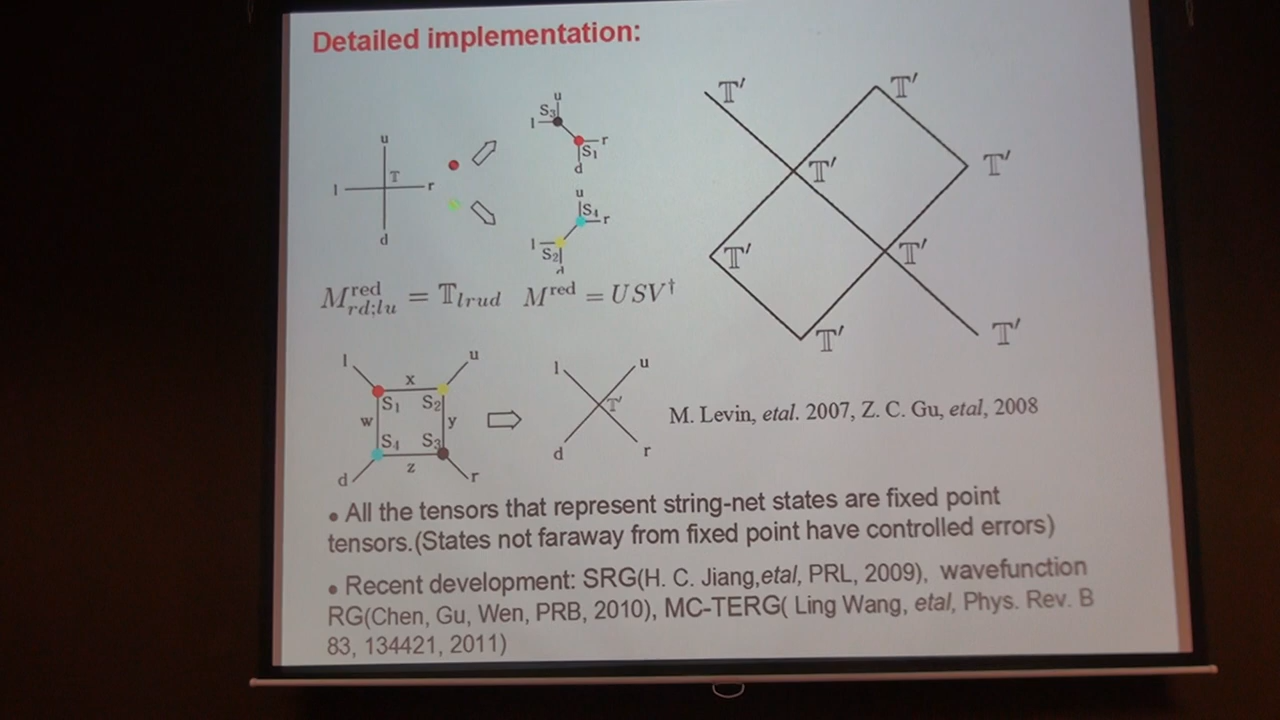 Detailed implementation:
u
l
T
r
d
u
S₃
l
r
S₁
d
u
S₄
r
l
S₂
d
𝕋′
𝕋′
𝕋′
𝕋′
𝕋′
𝕋′
𝕋′
𝕋′
M^red_rd;lu = 𝕋_lrud M^red = USV†
l
u
x
S₁ S₂
w
y
S₄ S₃
z
d
r
l
u
𝕋′
d
r
M. Levin, etal. 2007, Z. C. Gu, etal, 2008
• All the tensors that represent string-net states are fixed point
tensors.(States not faraway from fixed point have controlled errors)
• Recent development: SRG(H. C. Jiang,etal, PRL, 2009), wavefunction
RG(Chen, Gu, Wen, PRB, 2010), MC-TERG( Ling Wang, etal, Phys. Rev. B
83, 134421, 2011)